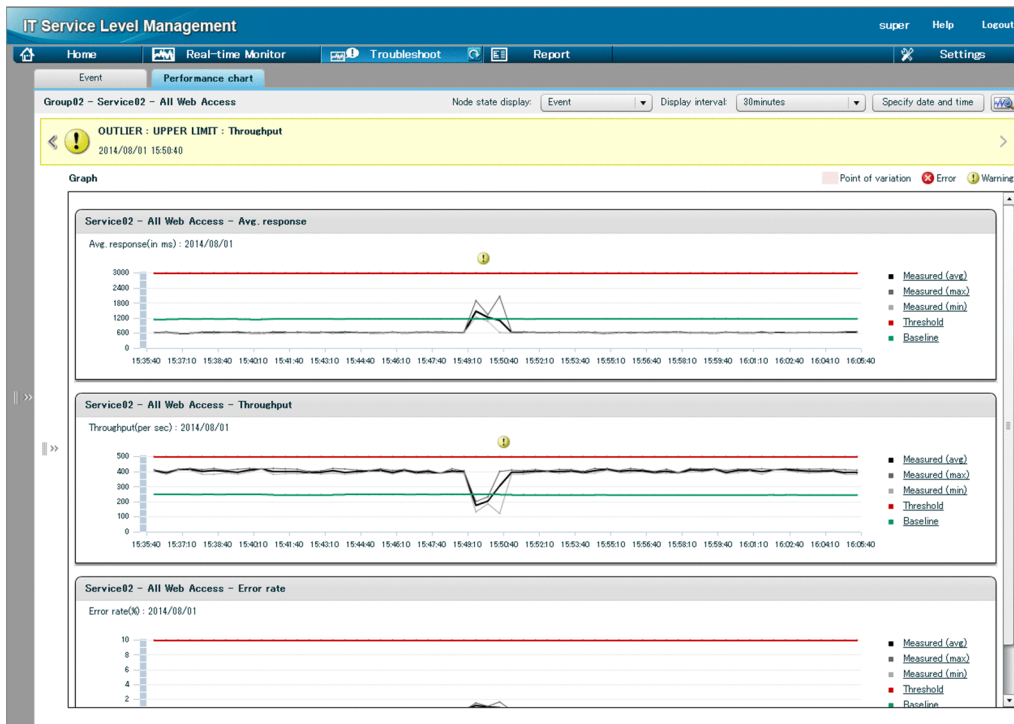 IT Service Level Management
super Help Logout
Home Real-time Monitor Troubleshoot Report Settings
Event Performance chart
Group02 - Service02 - All Web Access Node state display: Event Display interval: 30minutes Specify date and time
OUTLIER : UPPER LIMIT : Throughput
2014/08/01 15:50:40
Graph Point of variation Error Warning
Service02 - All Web Access - Avg. response
Avg. response(in ms) : 2014/08/01
3000
2400
1800
1200
600
0
15:35:40 15:37:10 15:38:40 15:40:10 15:41:40 15:43:10 15:44:40 15:46:10 15:47:40 15:49:10 15:50:40 15:52:10 15:53:40 15:55:10 15:56:40 15:58:10 15:59:40 16:01:10 16:02:40 16:04:10 16:05:40
Measured (avg)
Measured (max)
Measured (min)
Threshold
Baseline
Service02 - All Web Access - Throughput
Throughput(per sec) : 2014/08/01
500
400
300
200
100
0
15:35:40 15:37:10 15:38:40 15:40:10 15:41:40 15:43:10 15:44:40 15:46:10 15:47:40 15:49:10 15:50:40 15:52:10 15:53:40 15:55:10 15:56:40 15:58:10 15:59:40 16:01:10 16:02:40 16:04:10 16:05:40
Measured (avg)
Measured (max)
Measured (min)
Threshold
Baseline
Service02 - All Web Access - Error rate
Error rate(%) : 2014/08/01
10
8
6
4
2
Measured (avg)
Measured (max)
Measured (min)
Threshold
Baseline